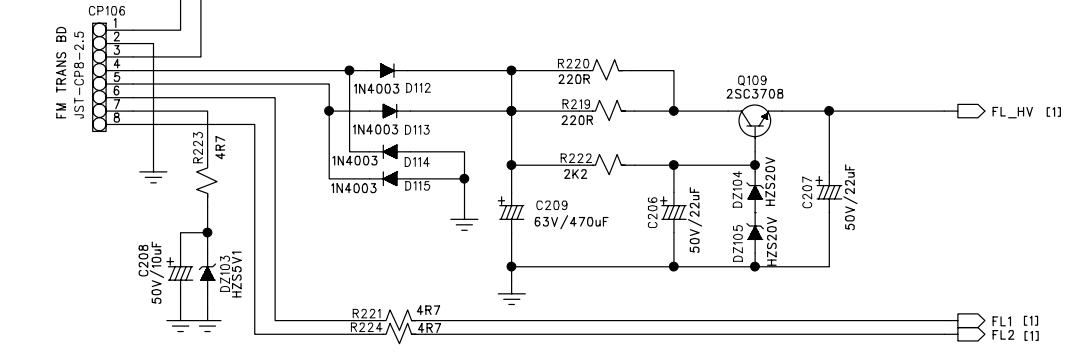 CP106
FM TRANS BD
JST-CP8-2.5
1
2
3
4
5
6
7
8
R223
4R7
C208
50V/10uF
+
DZ103
HZS5V1
1N4003 D112
1N4003 D113
1N4003 D114
1N4003 D115
R220
220R
R219
220R
R222
2K2
+
C209
63V/470uF
C206
50V/22uF
+
Q109
2SC3708
DZ104
HZS20V
DZ105
HZS20V
C207
50V/22uF
+
FL_HV [1]
R221 4R7
R224 4R7
FL1 [1]
FL2 [1]